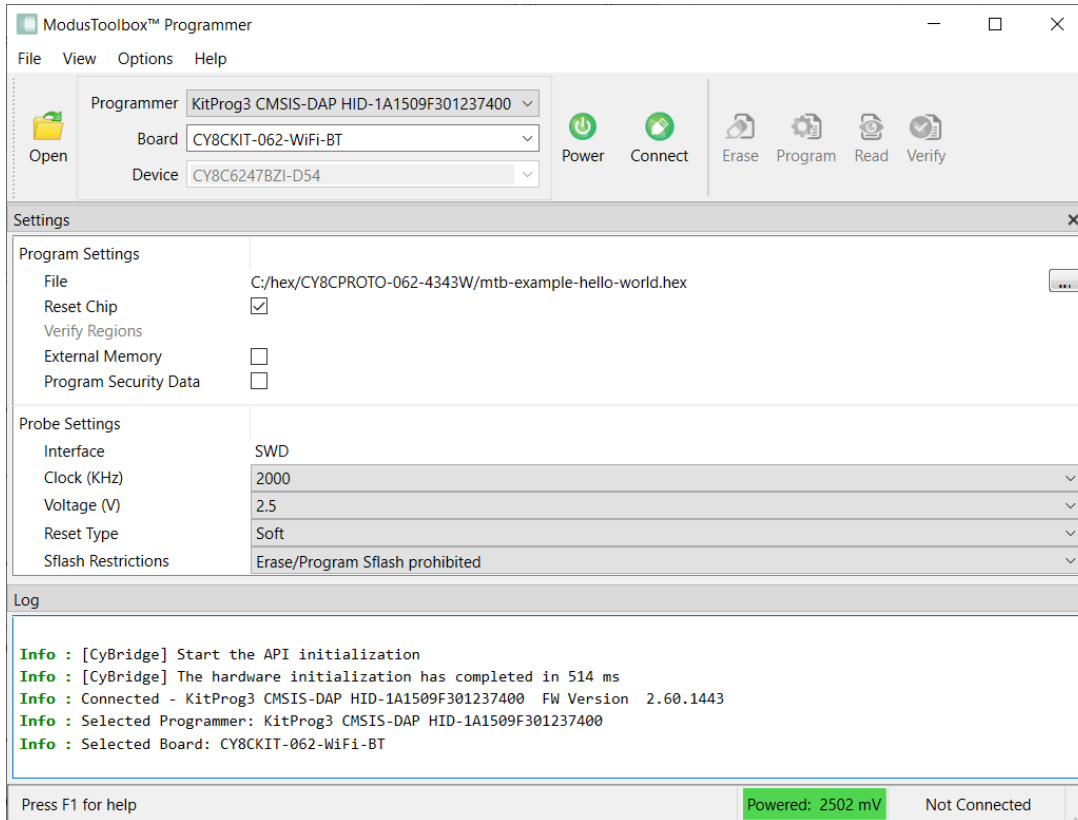 ModusToolbox™ Programmer
File View Options Help
Open
Programmer KitProg3 CMSIS-DAP HID-1A1509F301237400
Board CY8CKIT-062-WiFi-BT
Device CY8C6247BZI-D54
Power Connect Erase Program Read Verify
Settings
Program Settings
File C:/hex/CY8CPROTO-062-4343W/mtb-example-hello-world.hex ...
Reset Chip
Verify Regions
External Memory
Program Security Data
Probe Settings
Interface SWD
Clock (KHz) 2000
Voltage (V) 2.5
Reset Type Soft
Sflash Restrictions Erase/Program Sflash prohibited
Log
Info : [CyBridge] Start the API initialization
Info : [CyBridge] The hardware initialization has completed in 514 ms
Info : Connected - KitProg3 CMSIS-DAP HID-1A1509F301237400 FW Version 2.60.1443
Info : Selected Programmer: KitProg3 CMSIS-DAP HID-1A1509F301237400
Info : Selected Board: CY8CKIT-062-WiFi-BT
Press F1 for help Powered: 2502 mV Not Connected